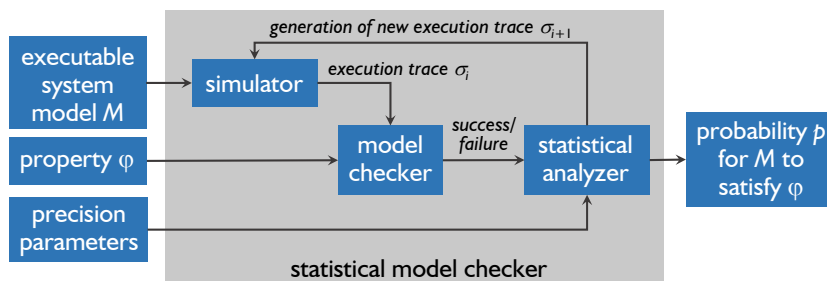 generation of new execution trace σi+1
executable
system
model M
simulator
execution trace σi
property φ
model
checker
success/
failure
statistical
analyzer
probability p
for M to
satisfy φ
precision
parameters
statistical model checker